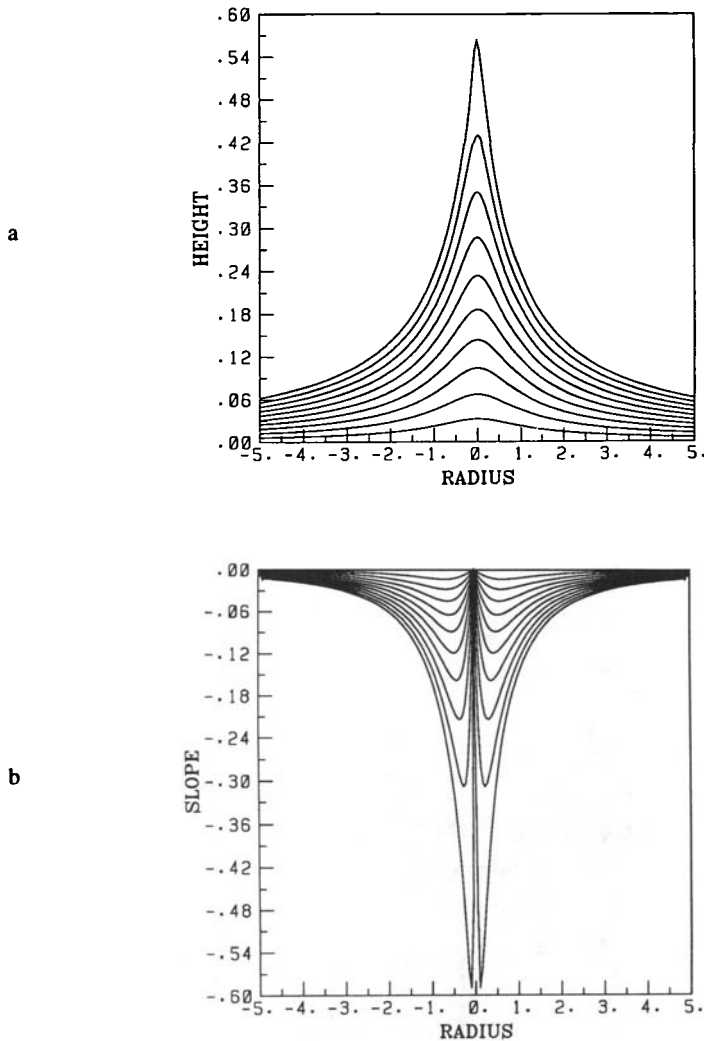 a
HEIGHT
.60
.54
.48
.42
.36
.30
.24
.18
.12
.06
.00
-5. -4. -3. -2. -1. 0. 1. 2. 3. 4. 5.
RADIUS
b
SLOPE
.00
-.06
-.12
-.18
-.24
-.30
-.36
-.42
-.48
-.54
-.60
-5. -4. -3. -2. -1. 0. 1. 2. 3. 4. 5.
RADIUS